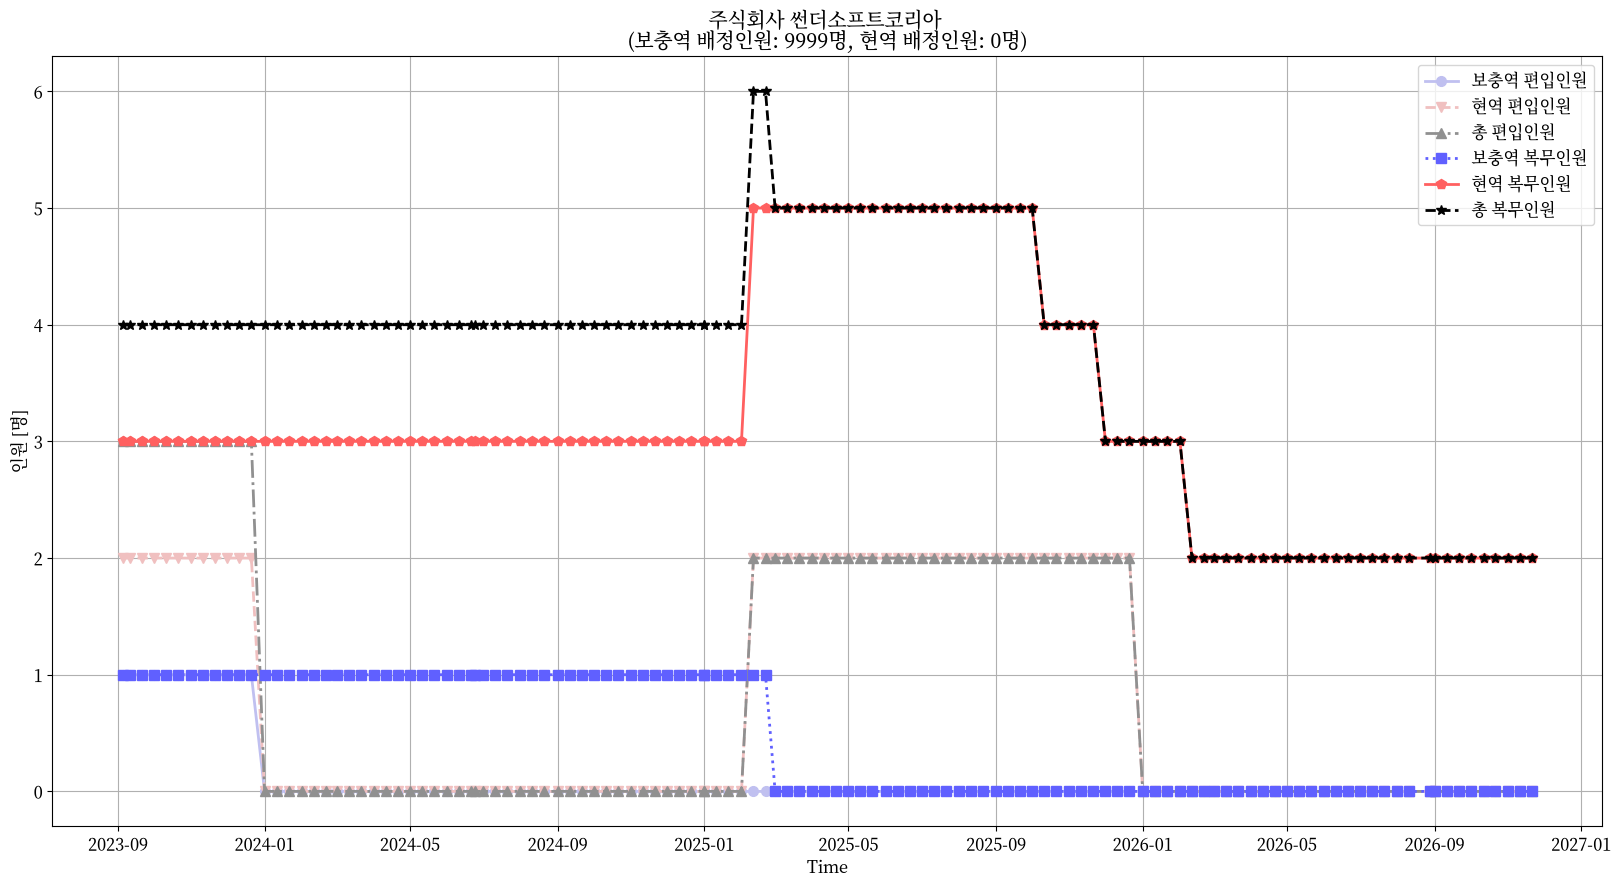 주식회사 썬더소프트코리아
(보충역 배정인원: 9999명, 현역 배정인원: 0명)
보충역 편입인원
현역 편입인원
총 편입인원
보충역 복무인원
현역 복무인원
총 복무인원
인원 [명]
6
5
4
3
2
1
0
2023-09
2024-01
2024-05
2024-09
2025-01
2025-05
2025-09
2026-01
2026-05
2026-09
2027-01
Time